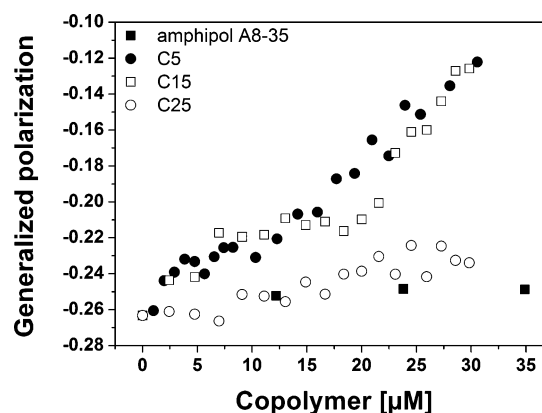 -0.10
-0.12
-0.14
-0.16
-0.18
-0.20
-0.22
-0.24
-0.26
-0.28
Generalized polarization
amphipol A8-35
C5
C15
C25
0 5 10 15 20 25 30 35
Copolymer [µM]